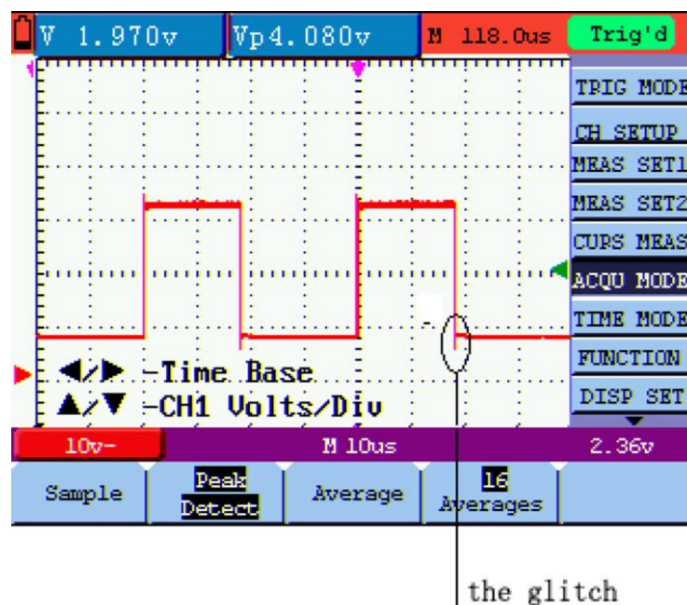 V 1.970v Vp4.080v M 118.0us Trig'd
TRIG MODE
CH SETUP
MEAS SET1
MEAS SET2
CURS MEAS
ACQU MODE
TIME MODE
FUNCTION
DISP SET
◀/▶ -Time Base
▲/▼ -CH1 Volts/Div
10v- M 10us 2.36v
Sample Peak Detect Average 16 Averages
the glitch